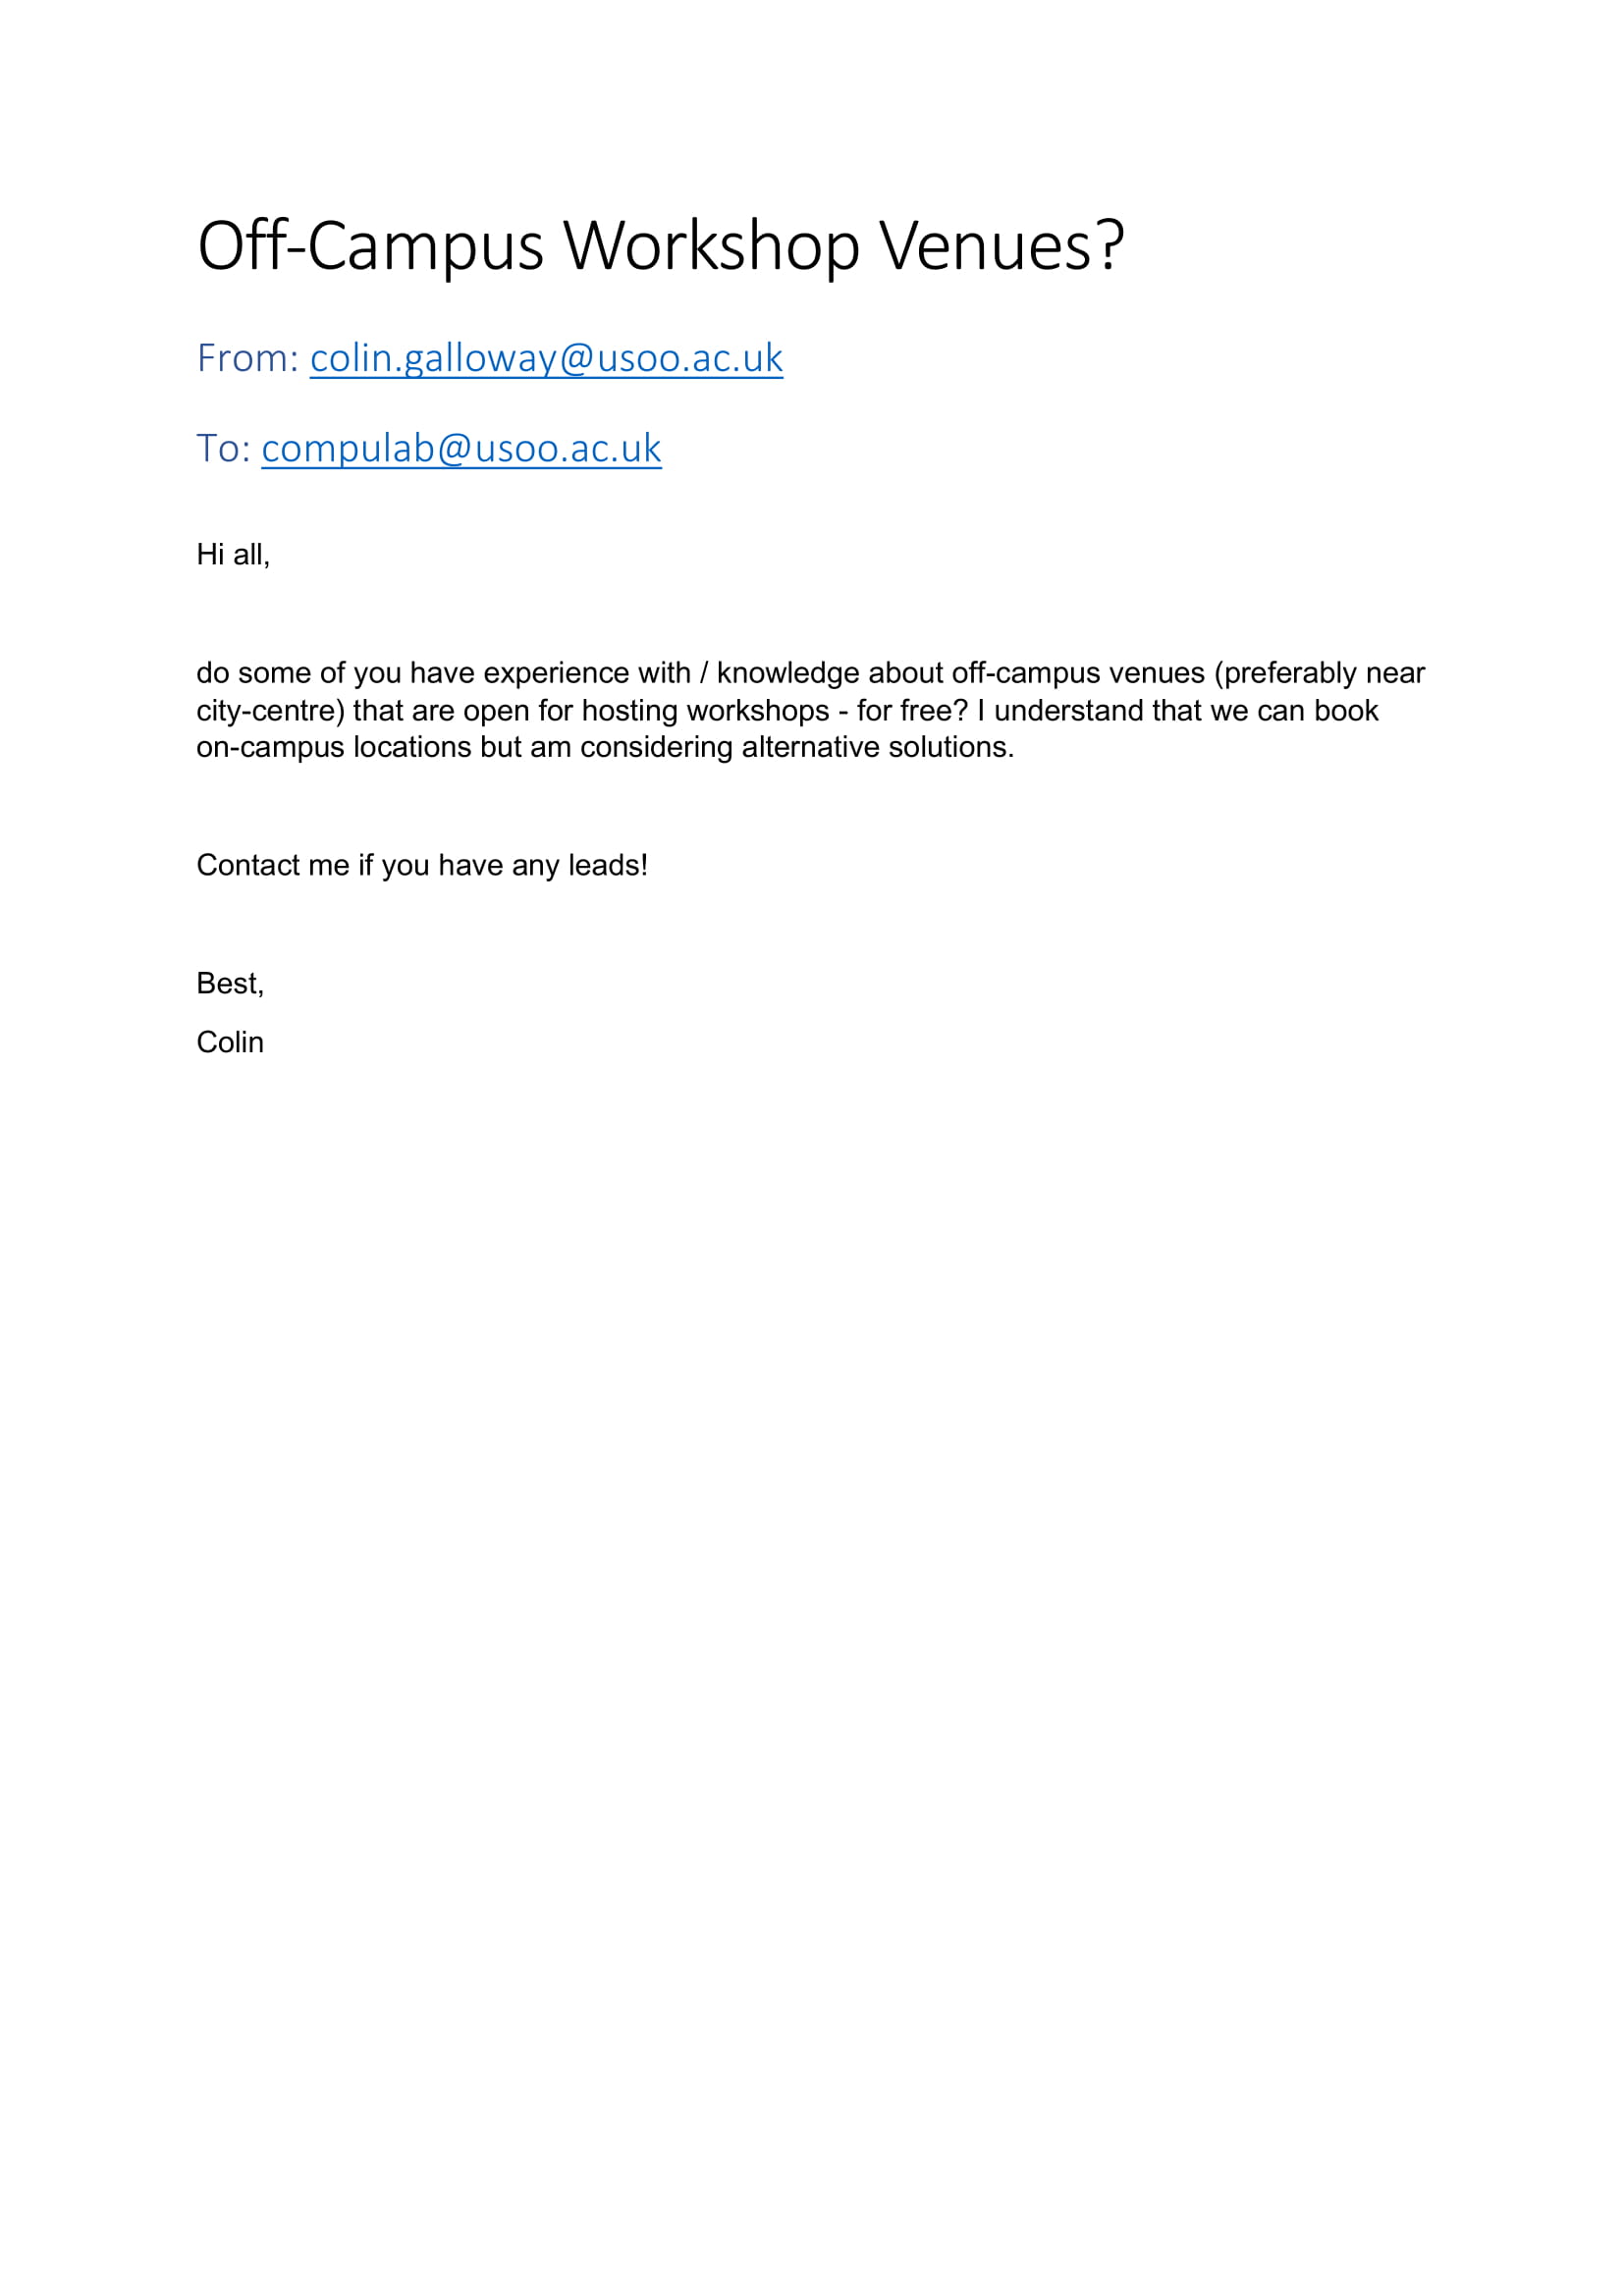 Off-Campus Workshop Venues?
From: colin.galloway@usoo.ac.uk
To: compulab@usoo.ac.uk
Hi all,
do some of you have experience with / knowledge about off-campus venues (preferably near
city-centre) that are open for hosting workshops - for free? I understand that we can book
on-campus locations but am considering alternative solutions.
Contact me if you have any leads!
Best,
Colin